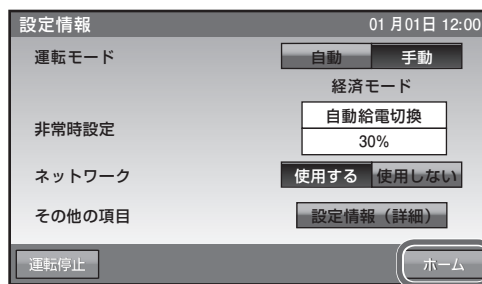 設定情報 01月01日 12:00
運転モード 自動 手動
経済モード
非常時設定 自動給電切換
30%
ネットワーク 使用する 使用しない
その他の項目 設定情報（詳細）
運転停止 ホーム